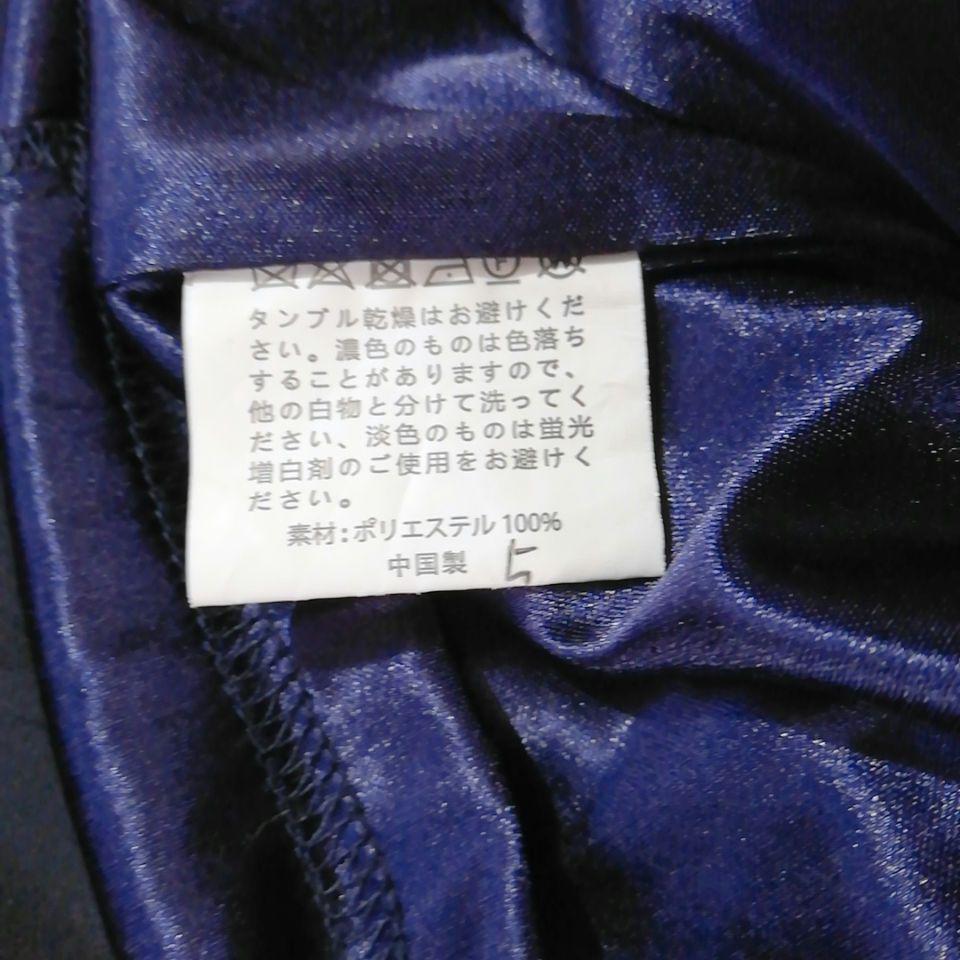 タンブル乾燥はお避けくだ
さい。濃色のものは色落ち
することがありますので、
他の白物と分けて洗ってく
ださい、淡色のものは蛍光
増白剤のご使用をお避けく
ださい。
素材:ポリエステル 100%
中国製 5